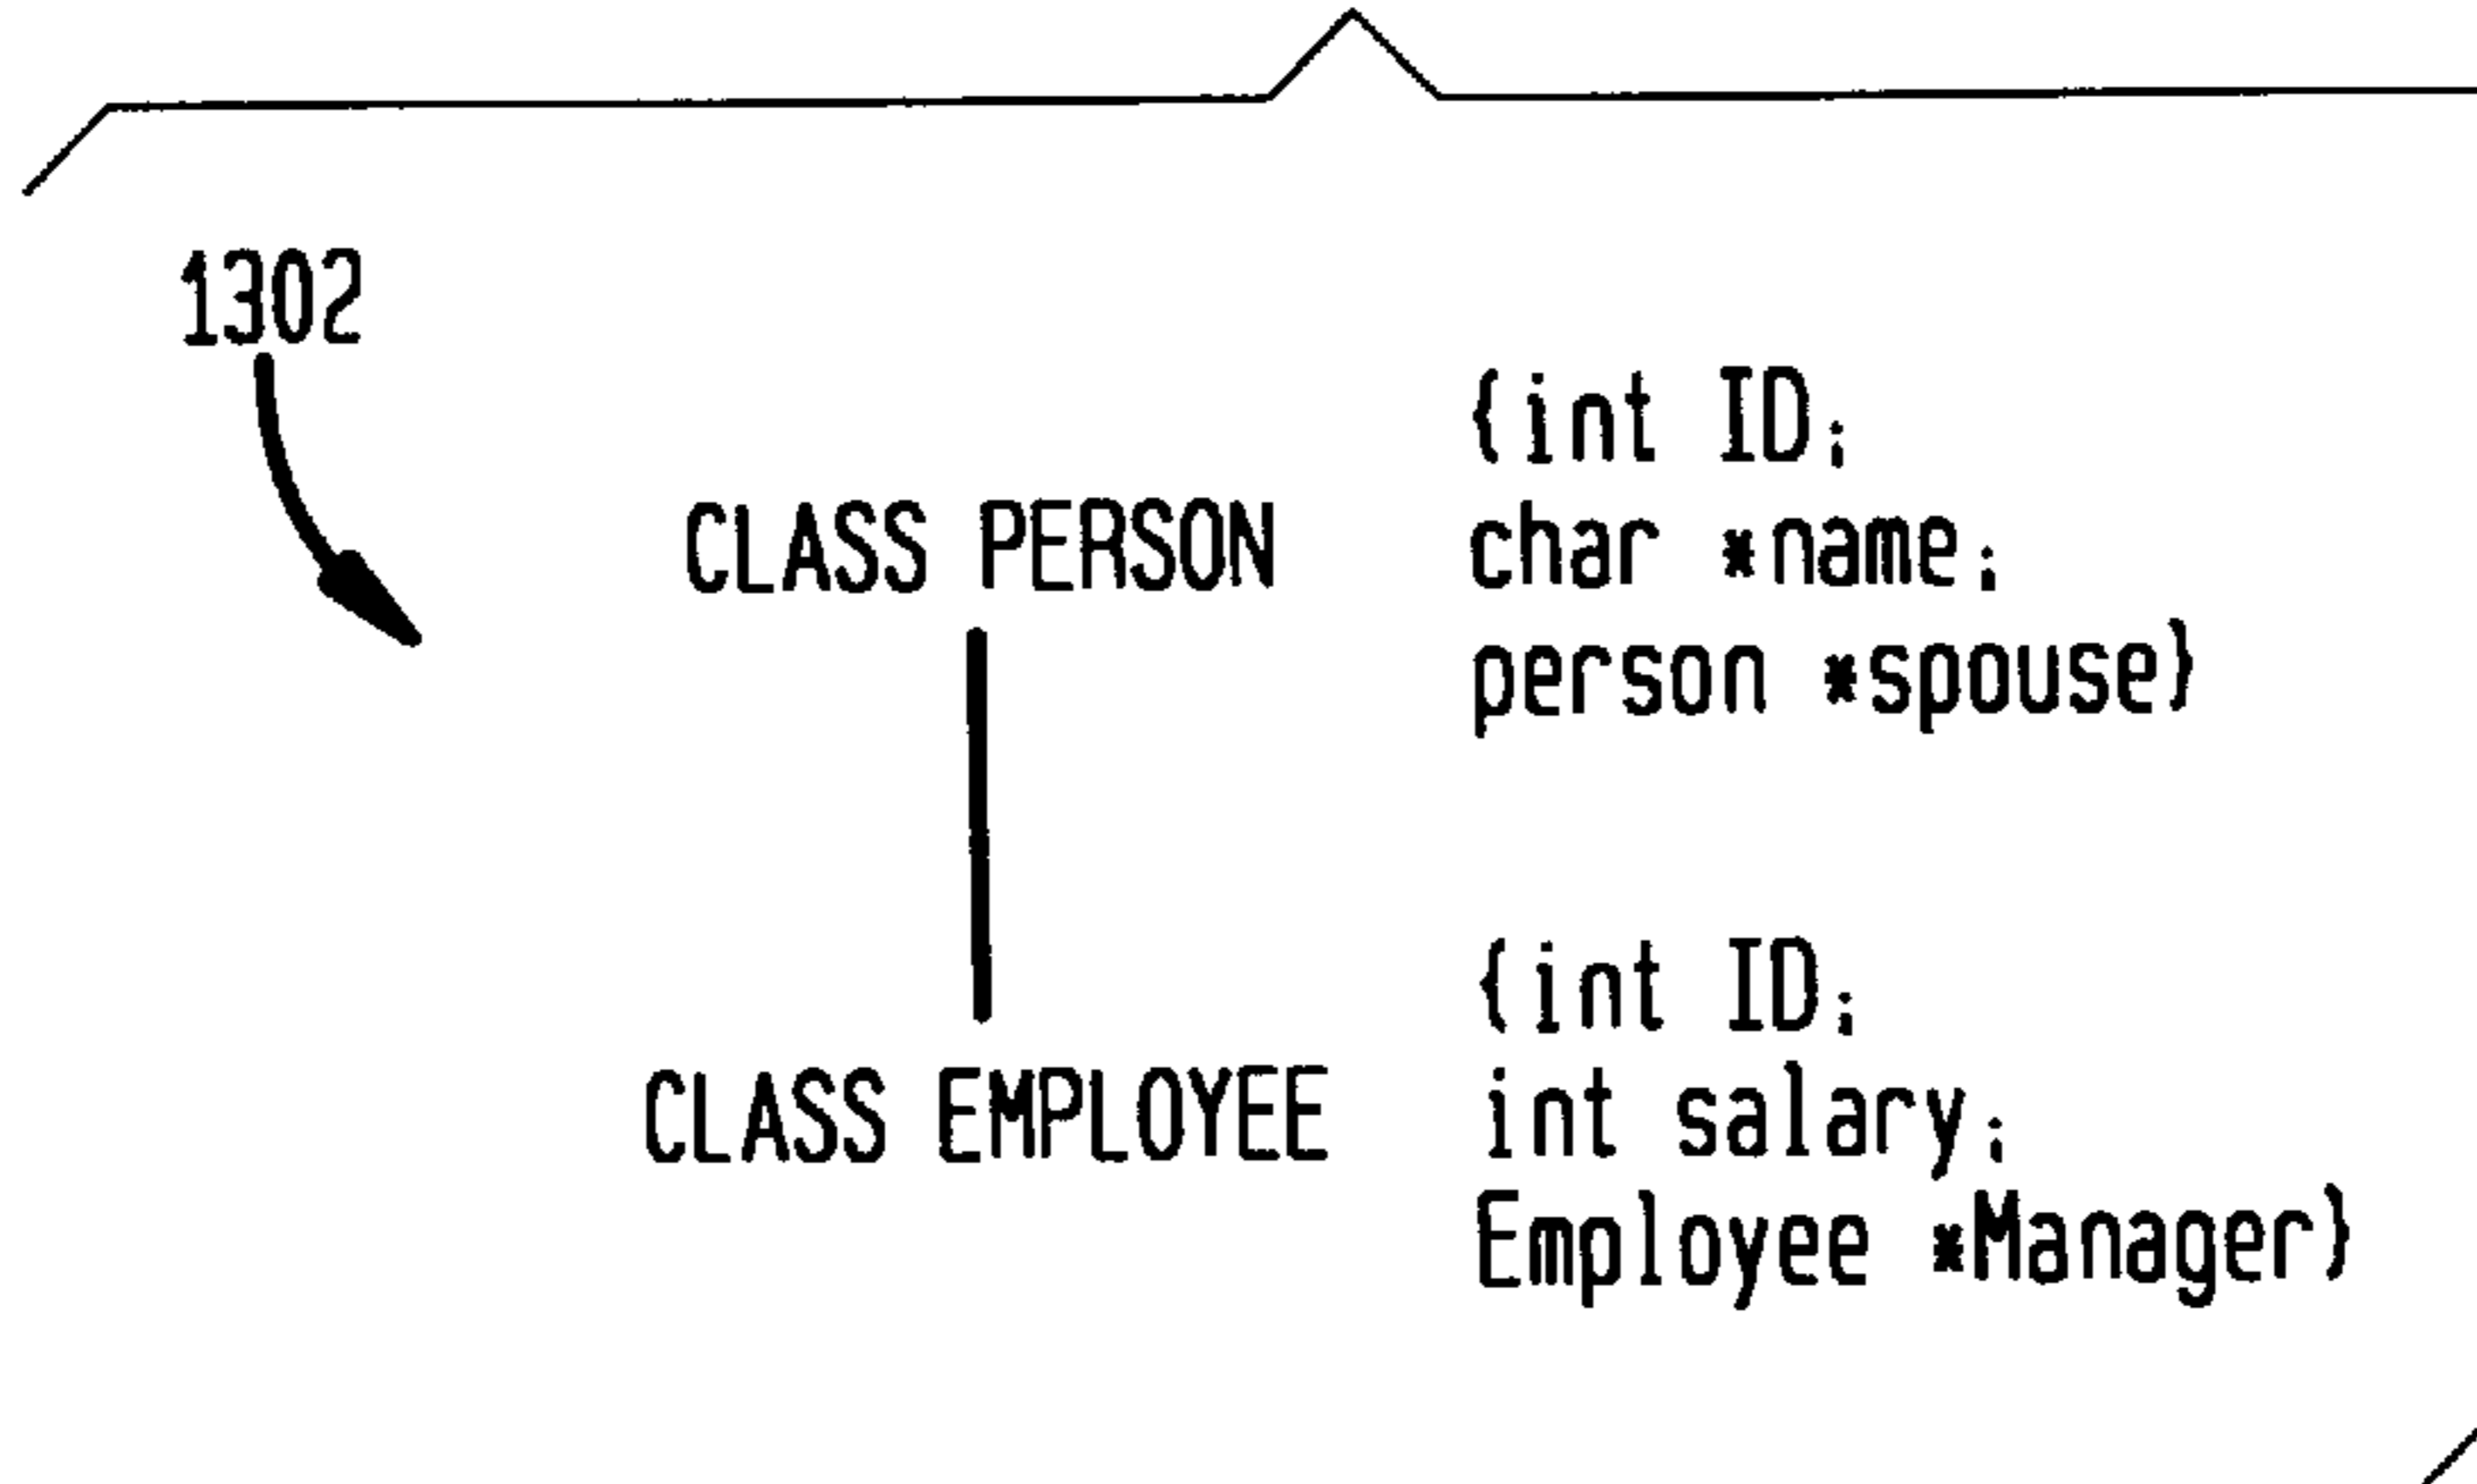 1302
{int ID;
CLASS PERSON char *name;
person *spouse}
{int ID;
CLASS EMPLOYEE int salary;
Employee *Manager}